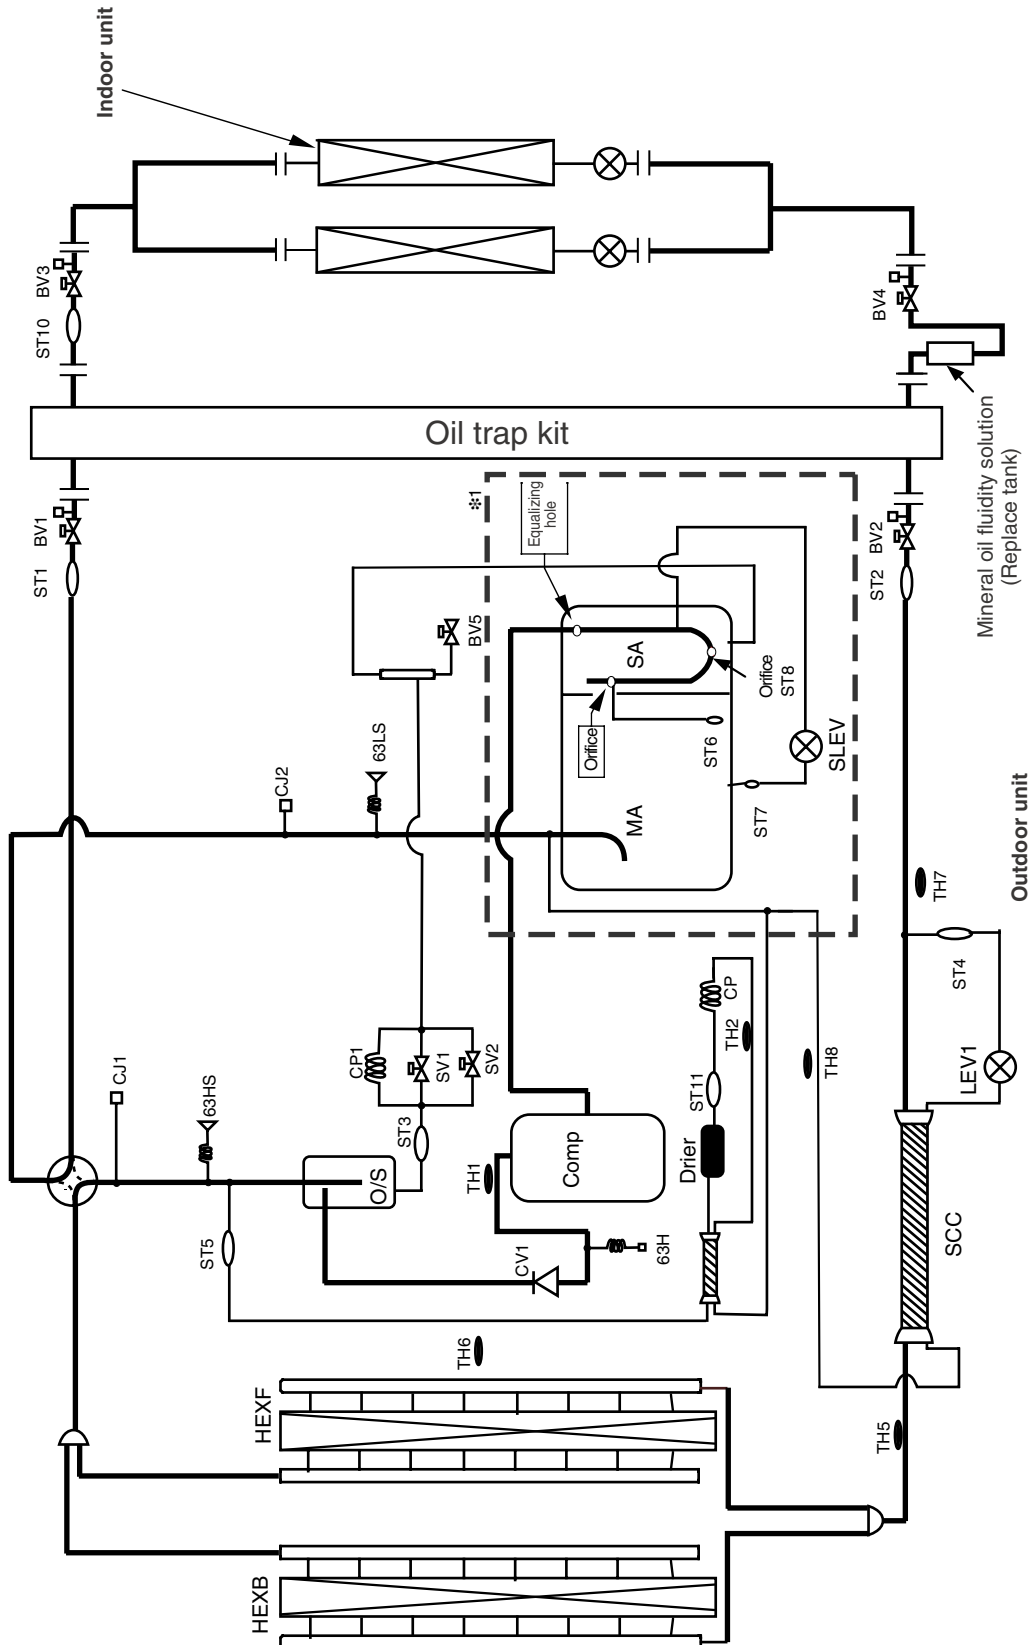 Indoor unit
BV3
ST10
BV4
Oil trap kit
Mineral oil fluidity solution
(Replace tank)
BV1
ST1
BV2
ST2
*1
Equalizing
hole
BV5
SA
Orifice
ST8
Orifice
ST6
SLEV
ST7
MA
63LS
CJ2
TH7
Outdoor unit
ST4
LEV1
CP
TH2
TH8
CP1
SV1
SV2
ST3
ST11
Drier
Comp
TH1
CJ1
63HS
O/S
SCC
CV1
63H
ST5
TH6
TH5
HEXF
HEXB